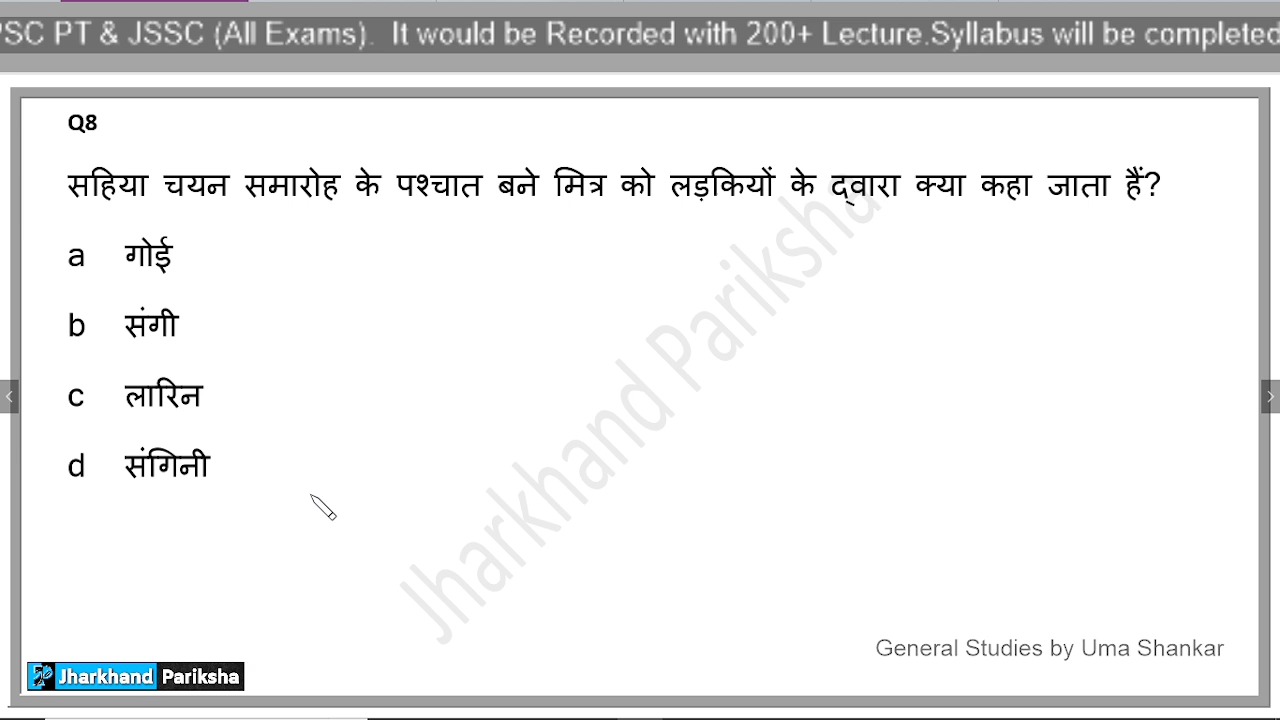 PSC PT & JSSC (All Exams). It would be Recorded with 200+ Lecture.Syllabus will be completed
Q8
सहिया चयन समारोह के पश्चात बने मित्र को लड़कियों के द्वारा क्या कहा जाता हैं?
a गोई
b संगी
c लारिन
d संगिनी
Jharkhand Pariksha
General Studies by Uma Shankar
Jharkhand Pariksha